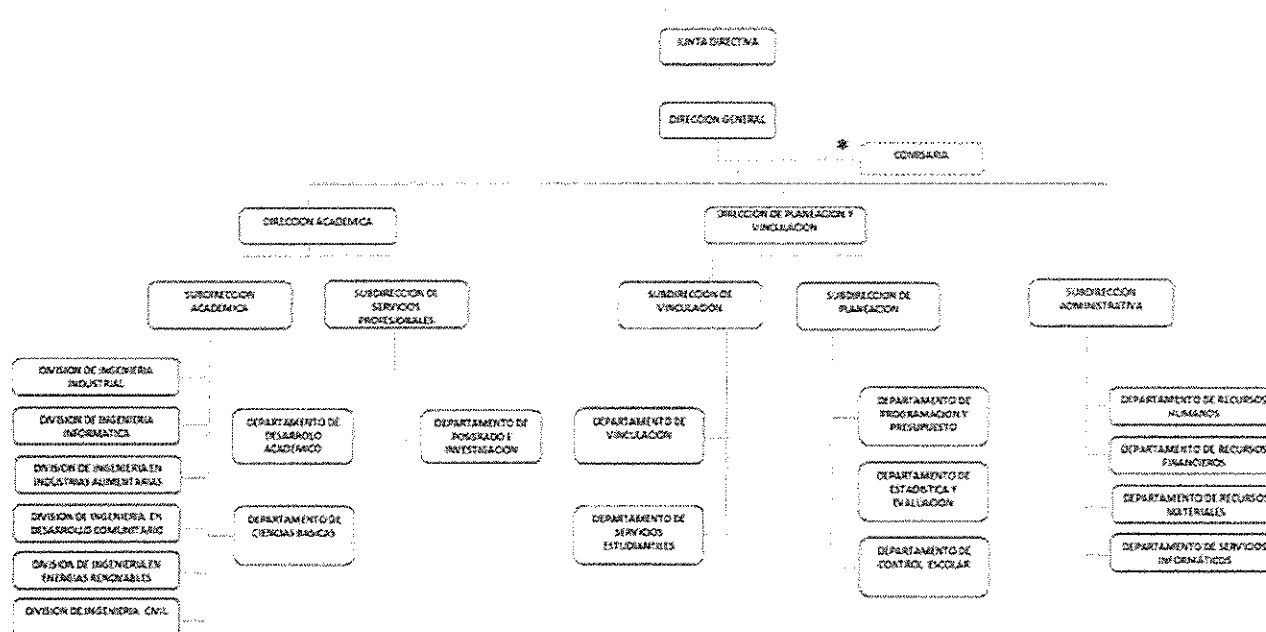 JUNTA DIRECTIVA
DIRECCION GENERAL
*
COMISARIA
DIRECCION ACADEMICA
DIRECCION DE PLANEACION Y
VINCULACION
SUBDIRECCION
ACADEMICA
SUBDIRECCION DE
SERVICIOS
PROFESIONALES
SUBDIRECCION DE
VINCULACION
SUBDIRECCION DE
PLANEACION
SUBDIRECCION
ADMINISTRATIVA
DIVISION DE INGENIERIA
INDUSTRIAL
DIVISION DE INGENIERIA
INFORMATICA
DIVISION DE INGENIERIA EN
INDUSTRIAS ALIMENTARIAS
DIVISION DE INGENIERIA EN
DESARROLLO COMUNITARIO
DIVISION DE INGENIERIA EN
ENERGIAS RENOVABLES
DIVISION DE INGENIERIA CIVIL
DEPARTAMENTO DE
DESARROLLO
ACADEMICO
DEPARTAMENTO DE
CIENCIAS BASICAS
DEPARTAMENTO DE
POSGRADO E
INVESTIGACION
DEPARTAMENTO DE
VINCULACION
DEPARTAMENTO DE
SERVICIOS
ESTUDIANTILES
DEPARTAMENTO DE
PROGRAMACION Y
PRESUPUESTO
DEPARTAMENTO DE
ESTADISTICA Y
EVALUACION
DEPARTAMENTO DE
CONTROL ESCOLAR
DEPARTAMENTO DE RECURSOS
HUMANOS
DEPARTAMENTO DE RECURSOS
FINANCIEROS
DEPARTAMENTO DE RECURSOS
MATERIALES
DEPARTAMENTO DE SERVICIOS
INFORMÁTICOS